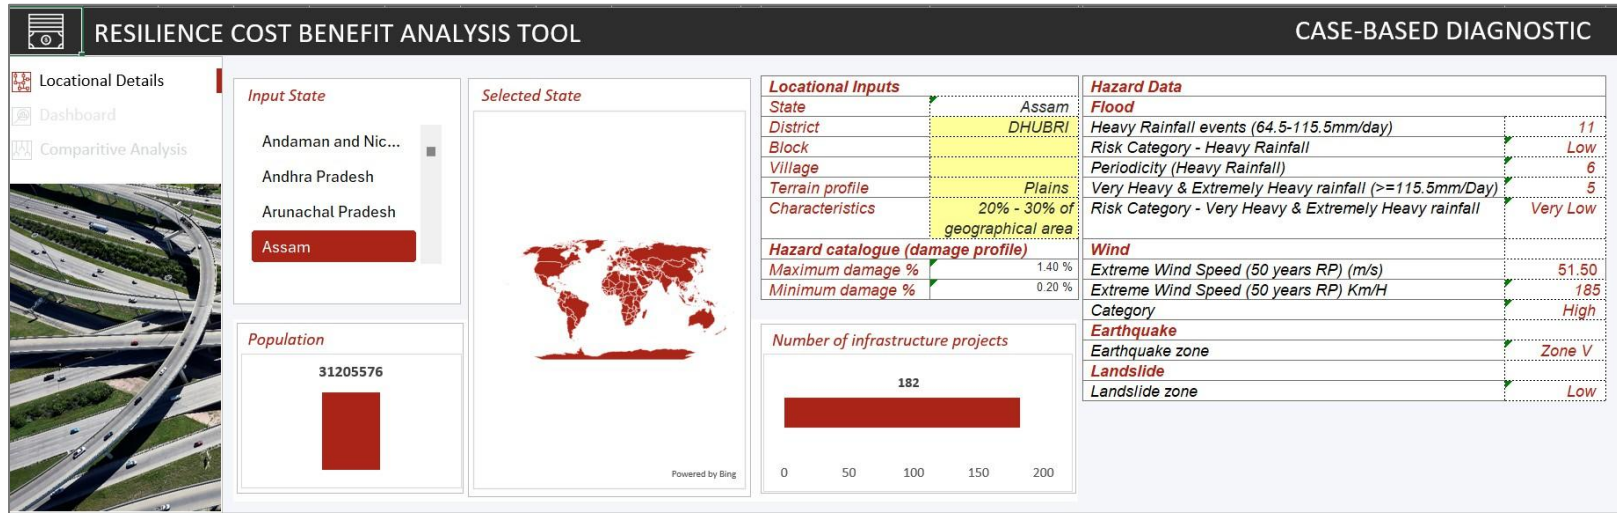 RESILIENCE COST BENEFIT ANALYSIS TOOL
CASE-BASED DIAGNOSTIC
Locational Details
Dashboard
Comparitive Analysis
Input State
Andaman and Nic...
Andhra Pradesh
Arunachal Pradesh
Assam
Population
31205576
Selected State
Powered by Bing
Locational Inputs
State Assam
District DHUBRI
Block
Village
Terrain profile Plains
Characteristics 20% - 30% of
geographical area
Hazard catalogue (damage profile)
Maximum damage % 1.40 %
Minimum damage % 0.20 %
Number of infrastructure projects
182
0 50 100 150 200
Hazard Data
Flood
Heavy Rainfall events (64.5-115.5mm/day) 11
Risk Category - Heavy Rainfall Low
Periodicity (Heavy Rainfall) 6
Very Heavy & Extremely Heavy rainfall (>=115.5mm/Day) 5
Risk Category - Very Heavy & Extremely Heavy rainfall Very Low
Wind
Extreme Wind Speed (50 years RP) (m/s) 51.50
Extreme Wind Speed (50 years RP) Km/H 185
Category High
Earthquake
Earthquake zone Zone V
Landslide
Landslide zone Low